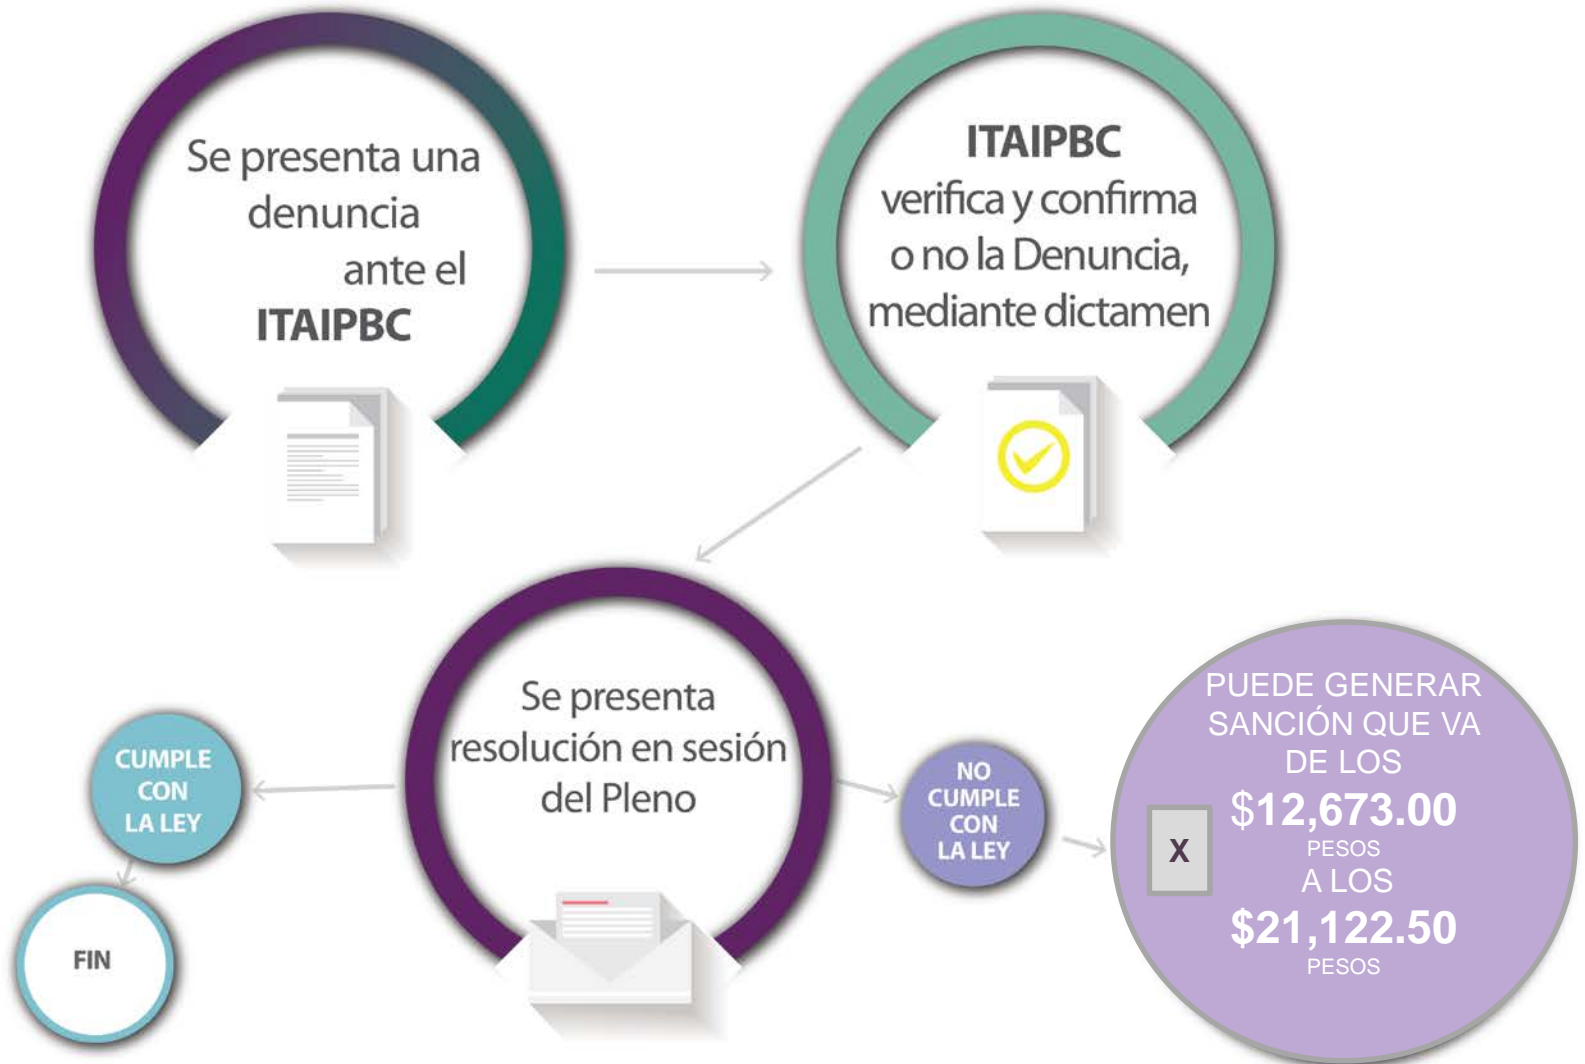 Se presenta una
denuncia
ante el
ITAIPBC
ITAIPBC
verifica y confirma
o no la Denuncia,
mediante dictamen
Se presenta
resolución en sesión
del Pleno
CUMPLE
CON
LA LEY
FIN
NO
CUMPLE
CON
LA LEY
X
PUEDE GENERAR
SANCIÓN QUE VA
DE LOS
$12,673.00
PESOS
A LOS
$21,122.50
PESOS